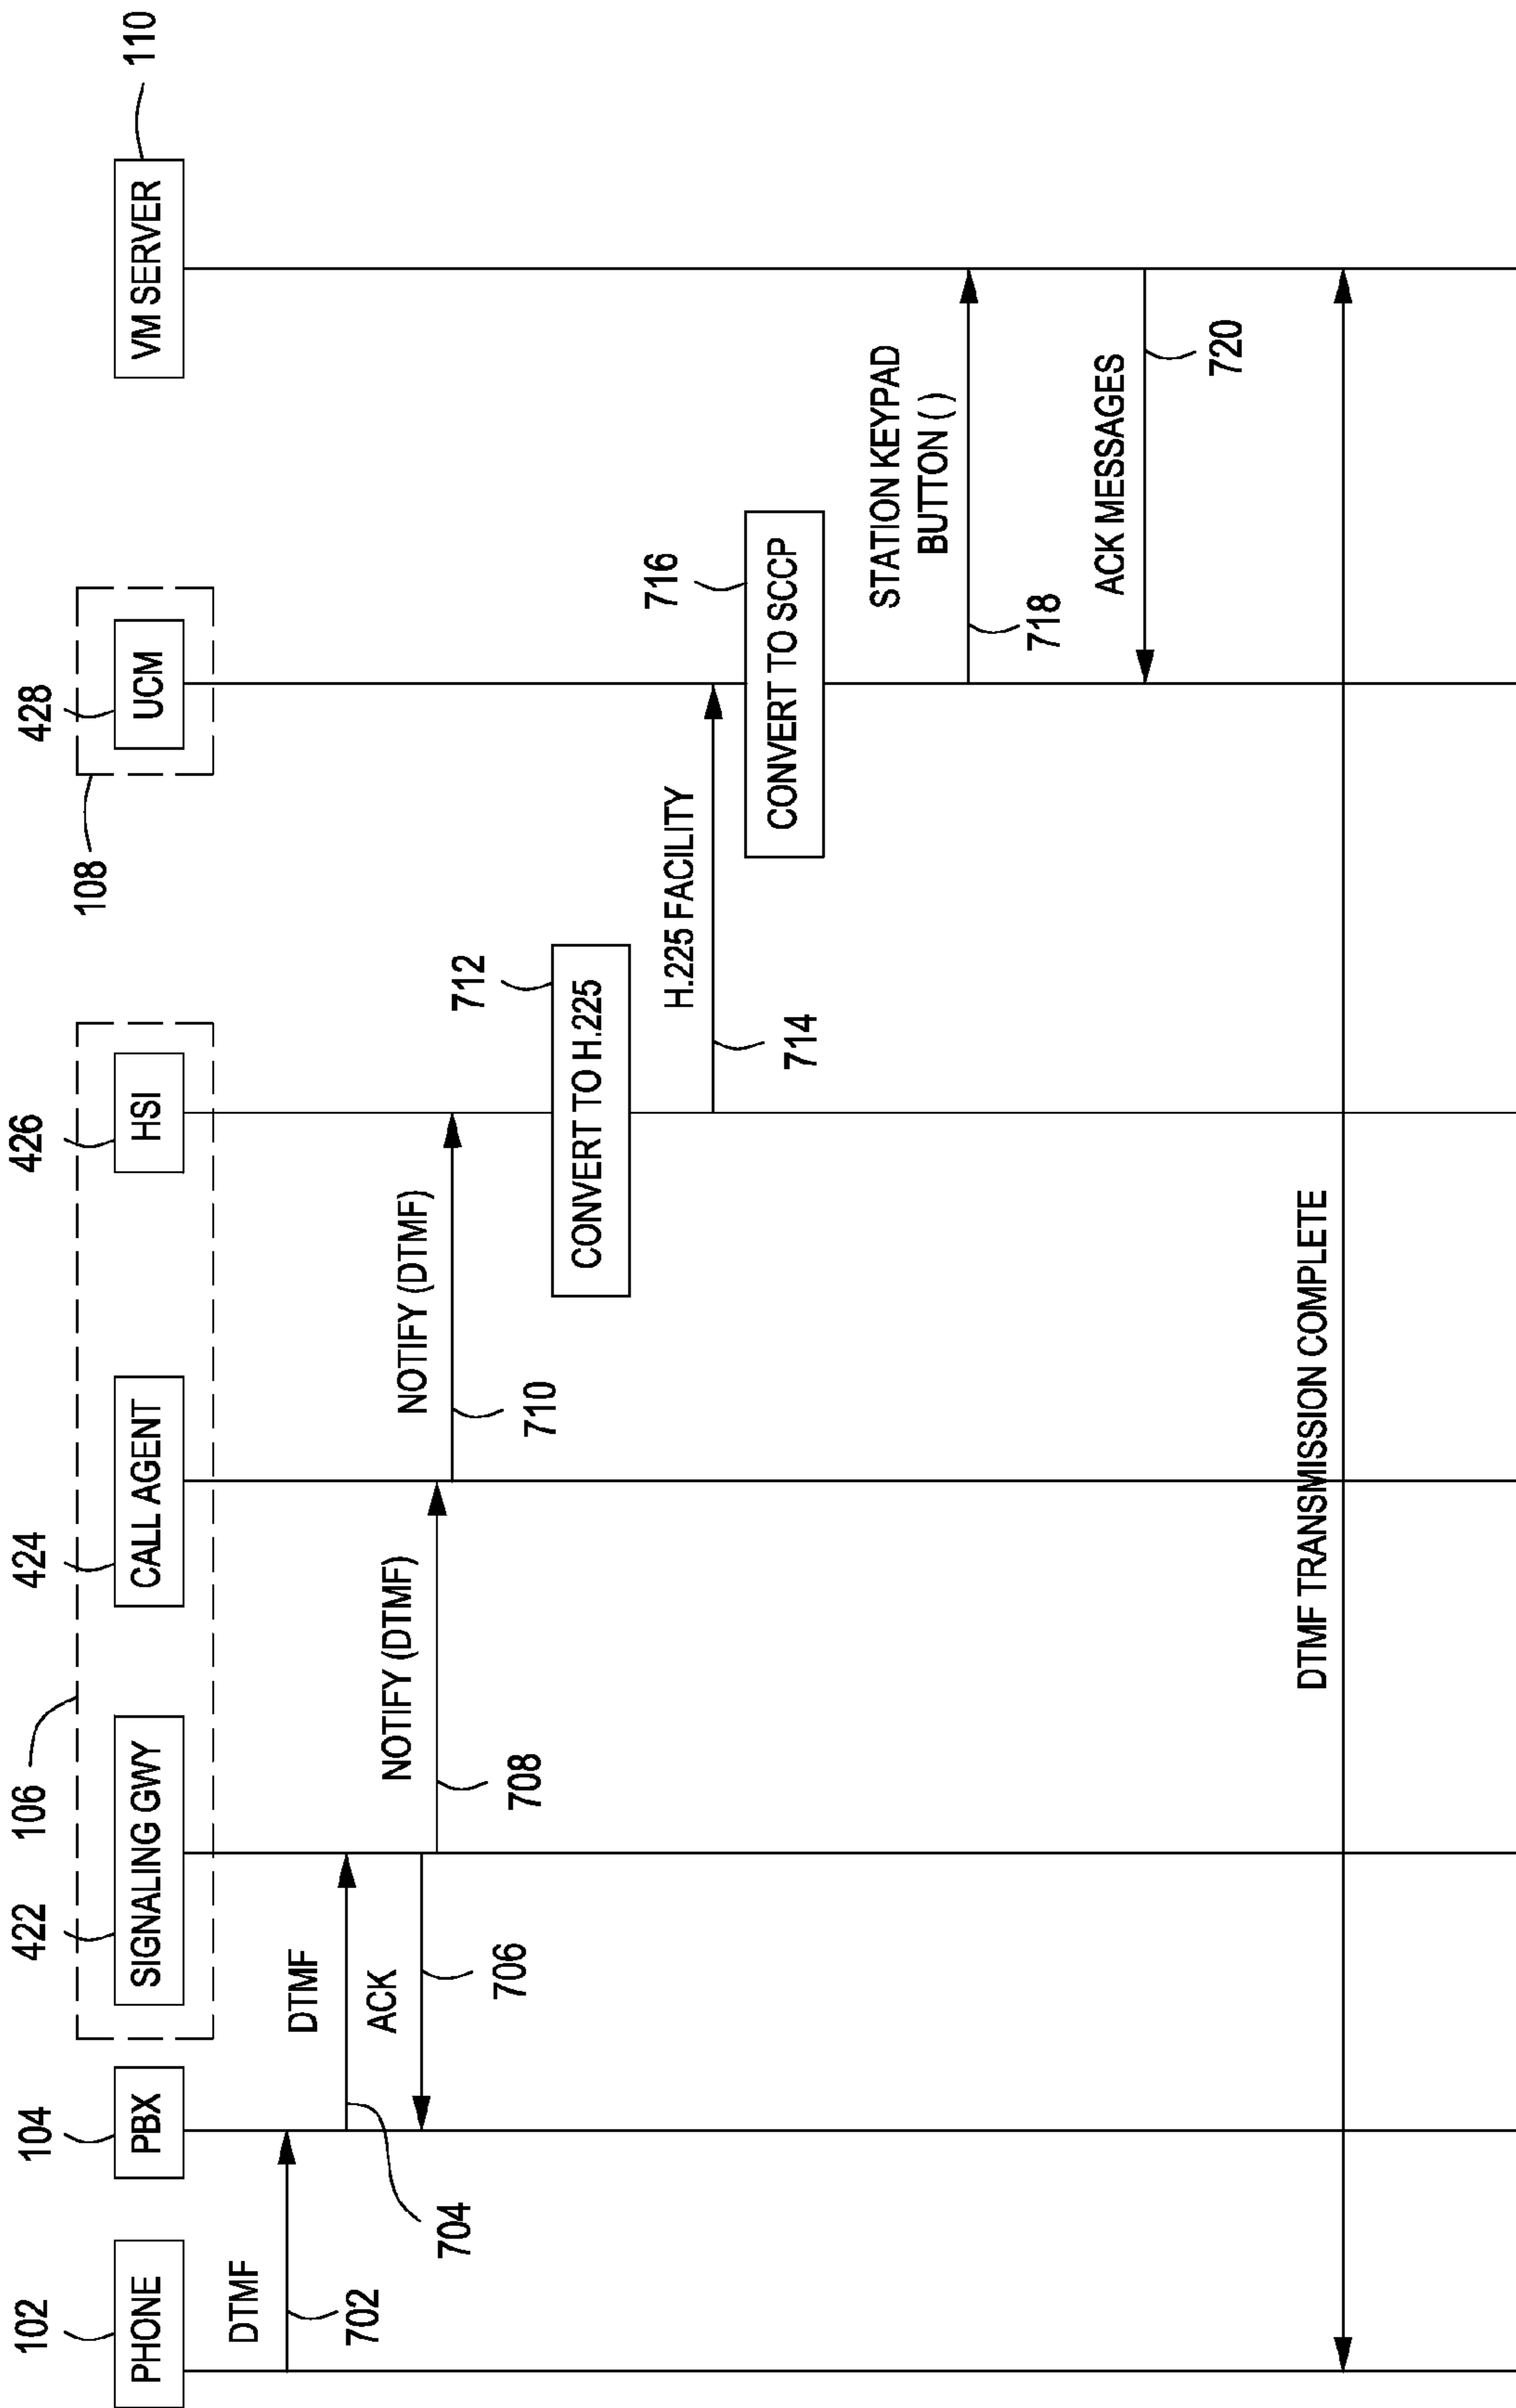 102
104
422
106
424
426
108
428
110
PHONE
PBX
SIGNALING GWY
CALL AGENT
HSI
UCM
VM SERVER
DTMF
702
DTMF
704
ACK
706
NOTIFY (DTMF)
708
NOTIFY (DTMF)
710
712
CONVERT TO H.225
H.225 FACILITY
714
716
CONVERT TO SCCP
STATION KEYPAD
BUTTON ( )
718
ACK MESSAGES
720
DTMF TRANSMISSION COMPLETE